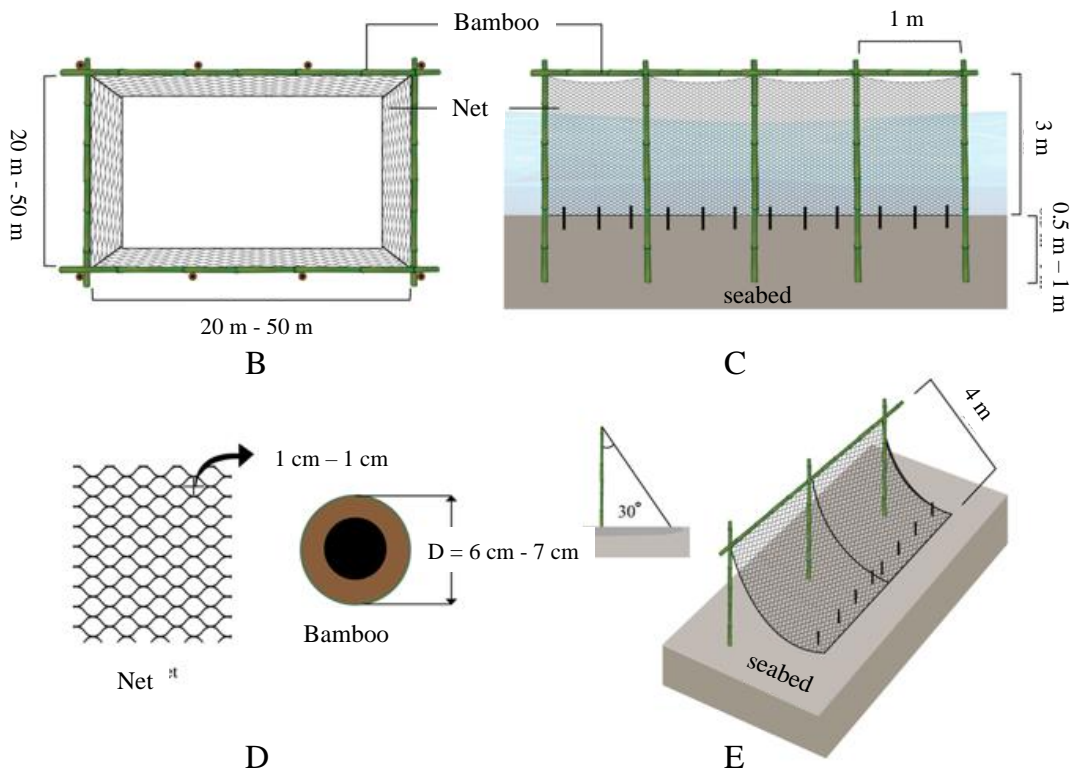 Bamboo
1 m
Net
20 m - 50 m
3 m
0.5 m – 1 m
seabed
20 m - 50 m
B
C
1 cm – 1 cm
D = 6 cm - 7 cm
Bamboo
Net et
30°
4 m
seabed
D
E